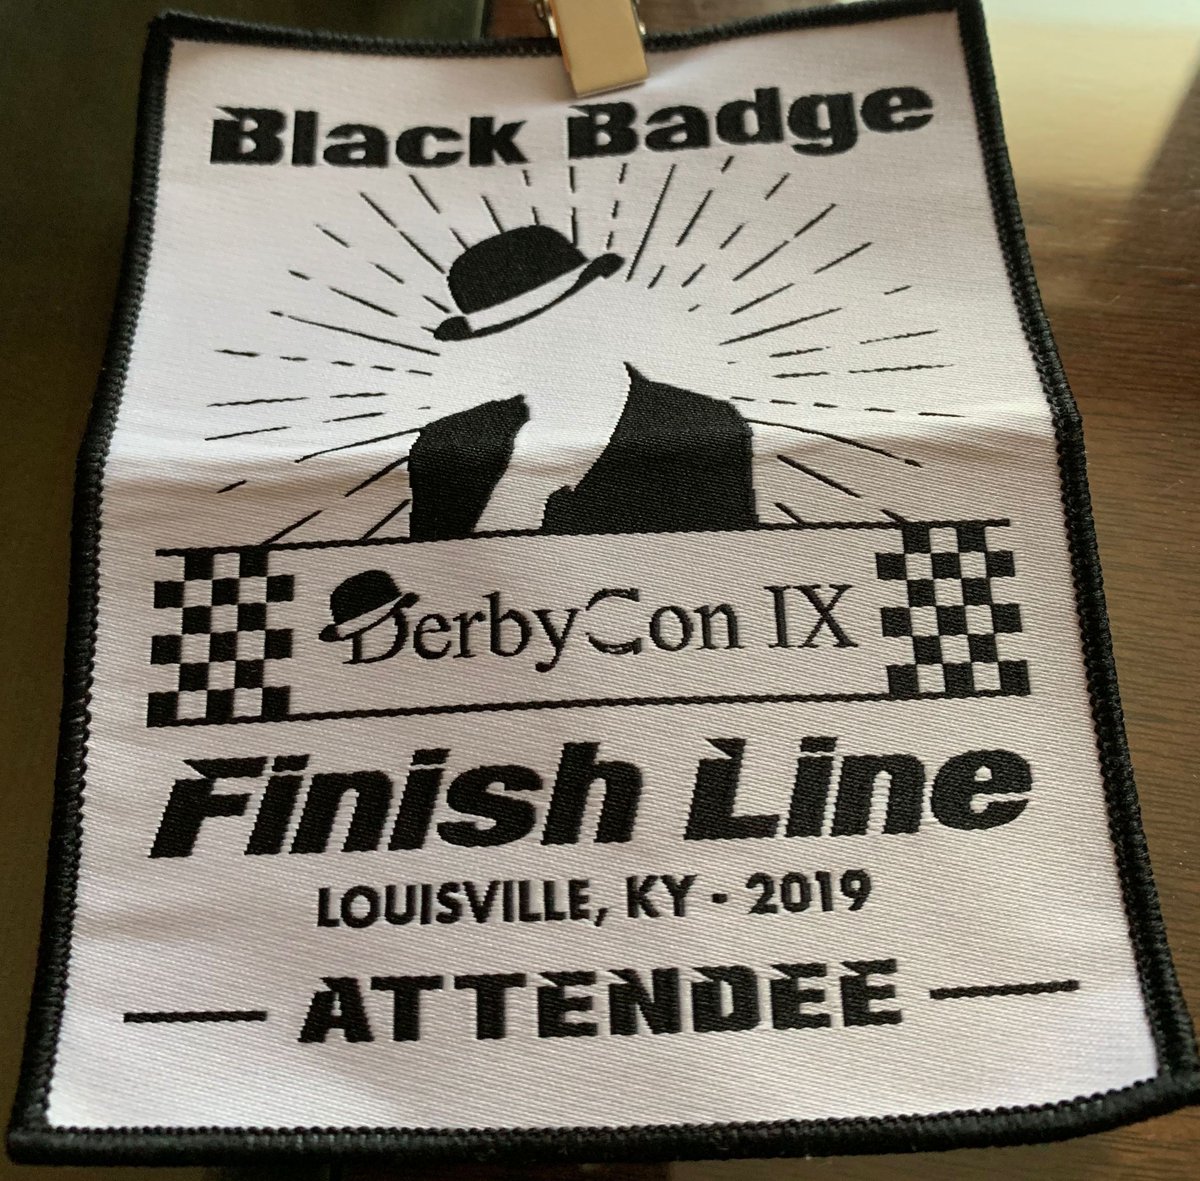 Black Badge
DerbyCon IX
Finish Line
LOUISVILLE, KY - 2019
ATTENDEE